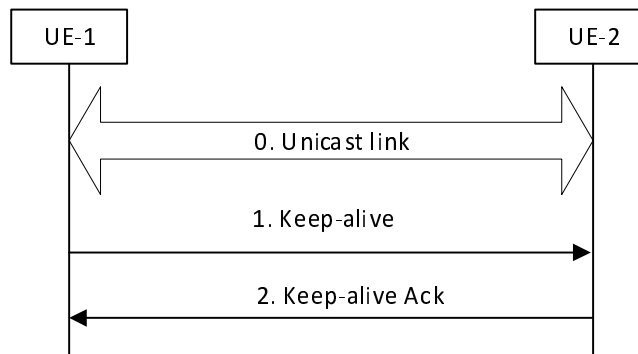 UE-1
UE-2
0. Unicast link
1. Keep-alive
2. Keep-alive Ack